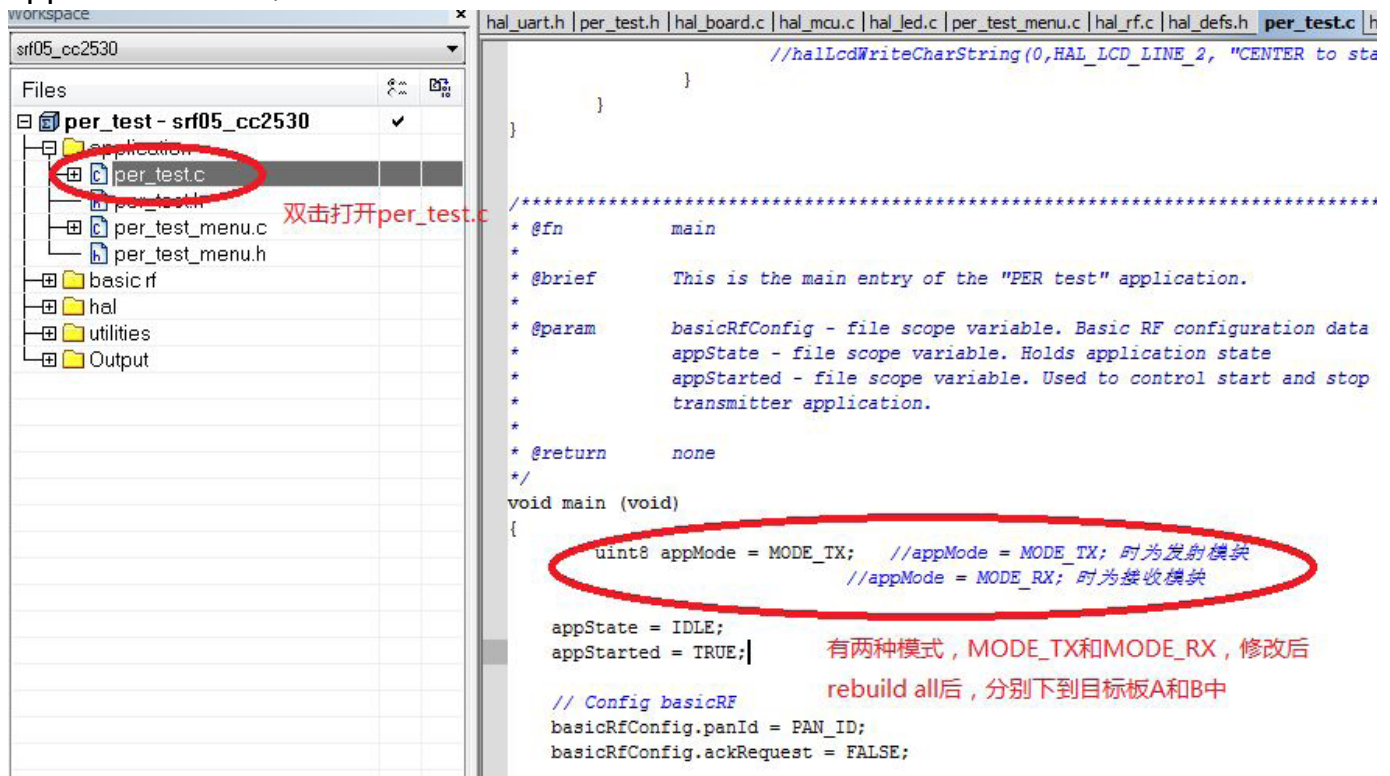 Workspace
x
hal_uart.h | per_test.h | hal_board.c | hal_mcu.c | hal_led.c | per_test_menu.c | hal_rf.c | hal_defs.h per_test.c
srf05_cc2530
Files
per_test - srf05_cc2530
application
per_test.c
per_test.h
per_test_menu.c
per_test_menu.h
basic rf
hal
utilities
Output
双击打开per_test.c
//halLcdWriteCharString(0,HAL_LCD_LINE_2, "CENTER to sta
}
}
}
/********************************************************************************
* @fn main
*
* @brief This is the main entry of the "PER test" application.
*
* @param basicRfConfig - file scope variable. Basic RF configuration data
* appState - file scope variable. Holds application state
* appStarted - file scope variable. Used to control start and stop
* transmitter application.
*
* @return none
*/
void main (void)
{
uint8 appMode = MODE_TX; //appMode = MODE_TX; 时为发射模块
//appMode = MODE_RX; 时为接收模块
appState = IDLE;
appStarted = TRUE;
有两种模式，MODE_TX和MODE_RX，修改后
rebuild all后，分别下到目标板A和B中
// Config basicRF
basicRfConfig.panId = PAN_ID;
basicRfConfig.ackRequest = FALSE;